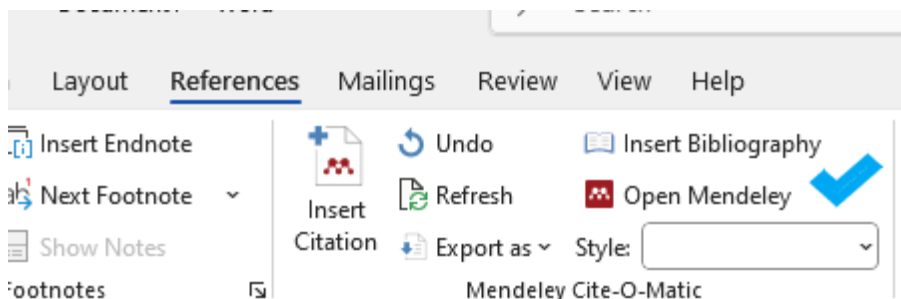 Layout References Mailings Review View Help
Insert Endnote
Next Footnote
Show Notes
Footnotes
Insert
Citation
Undo
Refresh
Export as
Insert Bibliography
Open Mendeley
Style:
Mendeley Cite-O-Matic